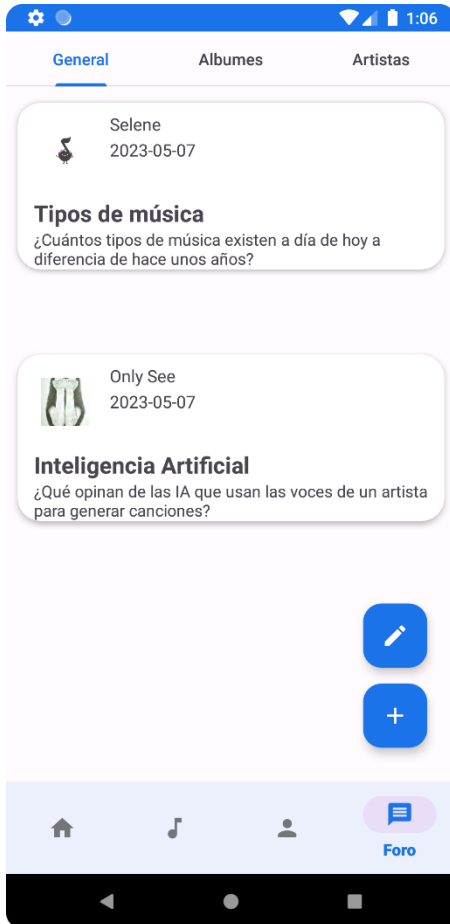 1:06
General Albumes Artistas
Selene
2023-05-07
Tipos de música
¿Cuántos tipos de música existen a día de hoy a
diferencia de hace unos años?
Only See
2023-05-07
Inteligencia Artificial
¿Qué opinan de las IA que usan las voces de un artista
para generar canciones?
Foro